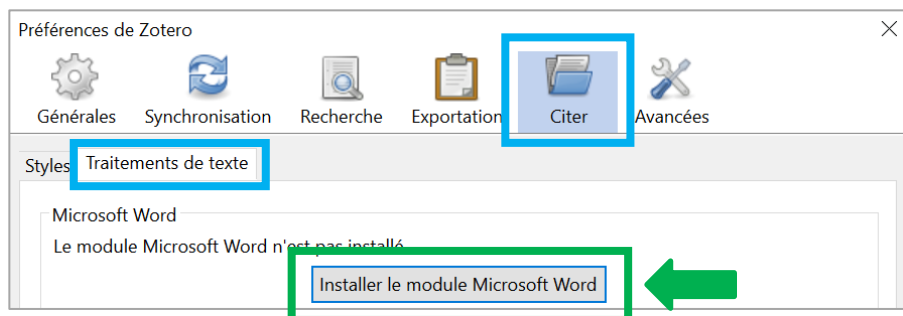 Préférences de Zotero
Générales Synchronisation Recherche Exportation Citer Avancées
Styles Traitements de texte
Microsoft Word
Le module Microsoft Word n'est pas installé
Installer le module Microsoft Word